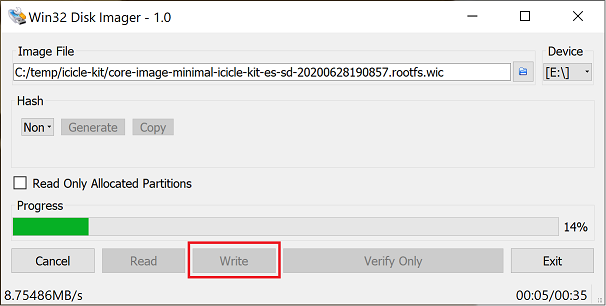 Win32 Disk Imager - 1.0
Image File
Device
C:/temp/icicle-kit/core-image-minimal-icicle-kit-es-sd-20200628190857.rootfs.wic
[E:\]
Hash
Non
Generate
Copy
Read Only Allocated Partitions
Progress
14%
Cancel
Read
Write
Verify Only
Exit
8.75486MB/s
00:05/00:35